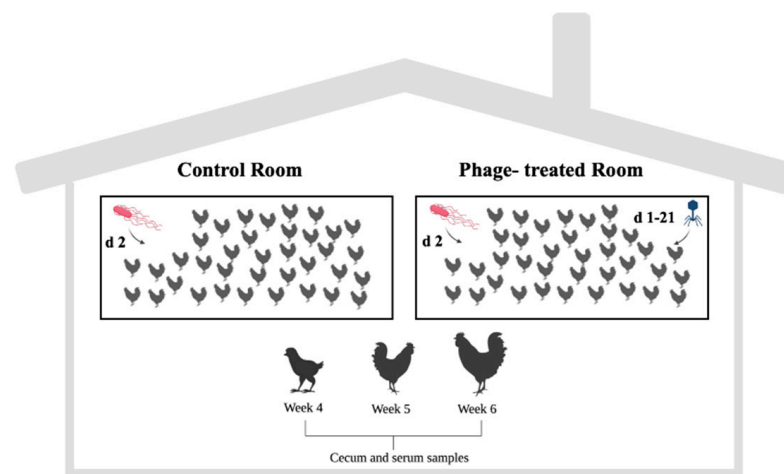 Control Room
Phage- treated Room
d 2
d 2
d 1-21
Week 4
Week 5
Week 6
Cecum and serum samples